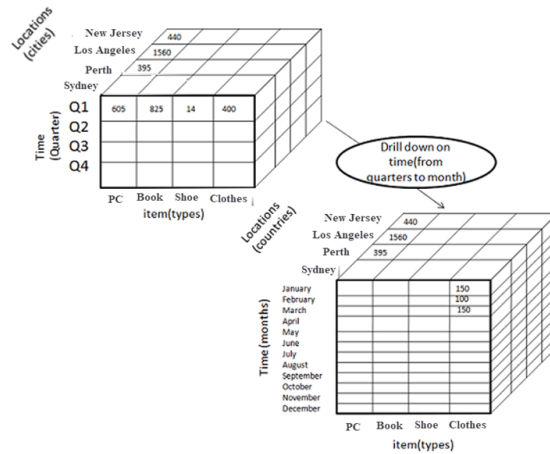 Locations
(cities)
New Jersey 440
Los Angeles 1560
Perth 395
Sydney
Time
(Quarter)
Q1 605 825 14 400
Q2
Q3
Q4
PC Book Shoe Clothes
item(types)
Drill down on
time(from
quarters to month)
Locations
(countries)
New Jersey 440
Los Angeles 1560
Perth 395
Sydney
Time(months)
January 150
February 100
March 150
April
May
June
July
August
September
October
November
December
PC Book Shoe Clothes
item(types)